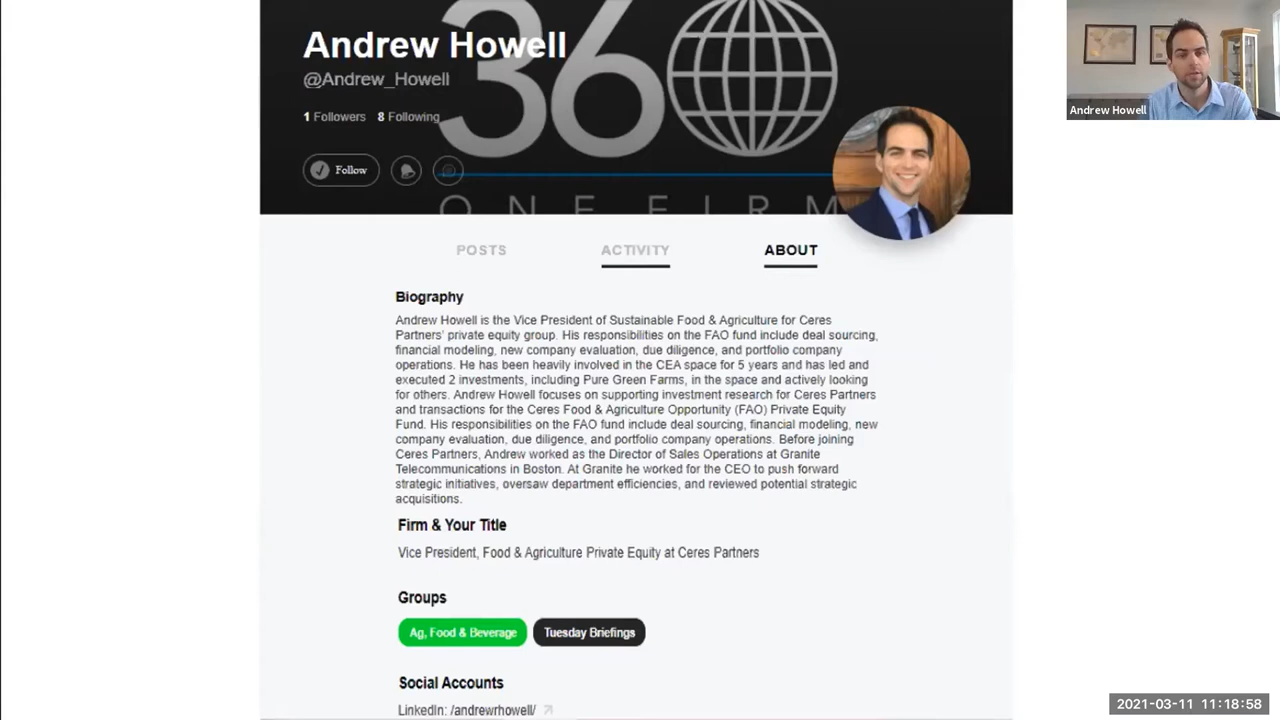 360
Andrew Howell
@Andrew_Howell
1 Followers 8 Following
Follow
ONE FIRM
Andrew Howell
POSTS ACTIVITY ABOUT
Biography
Andrew Howell is the Vice President of Sustainable Food & Agriculture for Ceres
Partners' private equity group. His responsibilities on the FAO fund include deal sourcing,
financial modeling, new company evaluation, due diligence, and portfolio company
operations. He has been heavily involved in the CEA space for 5 years and has led and
executed 2 investments, including Pure Green Farms, in the space and actively looking
for others. Andrew Howell focuses on supporting investment research for Ceres Partners
and transactions for the Ceres Food & Agriculture Opportunity (FAO) Private Equity
Fund. His responsibilities on the FAO fund include deal sourcing, financial modeling, new
company evaluation, due diligence, and portfolio company operations. Before joining
Ceres Partners, Andrew worked as the Director of Sales Operations at Granite
Telecommunications in Boston. At Granite he worked for the CEO to push forward
strategic initiatives, oversaw department efficiencies, and reviewed potential strategic
acquisitions.
Firm & Your Title
Vice President, Food & Agriculture Private Equity at Ceres Partners
Groups
Ag, Food & Beverage Tuesday Briefings
Social Accounts
LinkedIn: /andrewrhowell/
2021-03-11 11:18:58